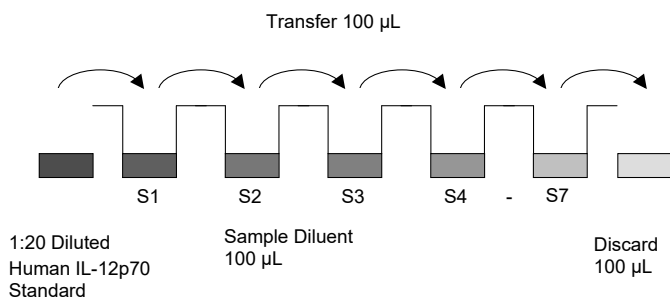 Transfer 100 µL
S1 S2 S3 S4 - S7
1:20 Diluted
Human IL-12p70
Standard
Sample Diluent
100 µL
Discard
100 µL